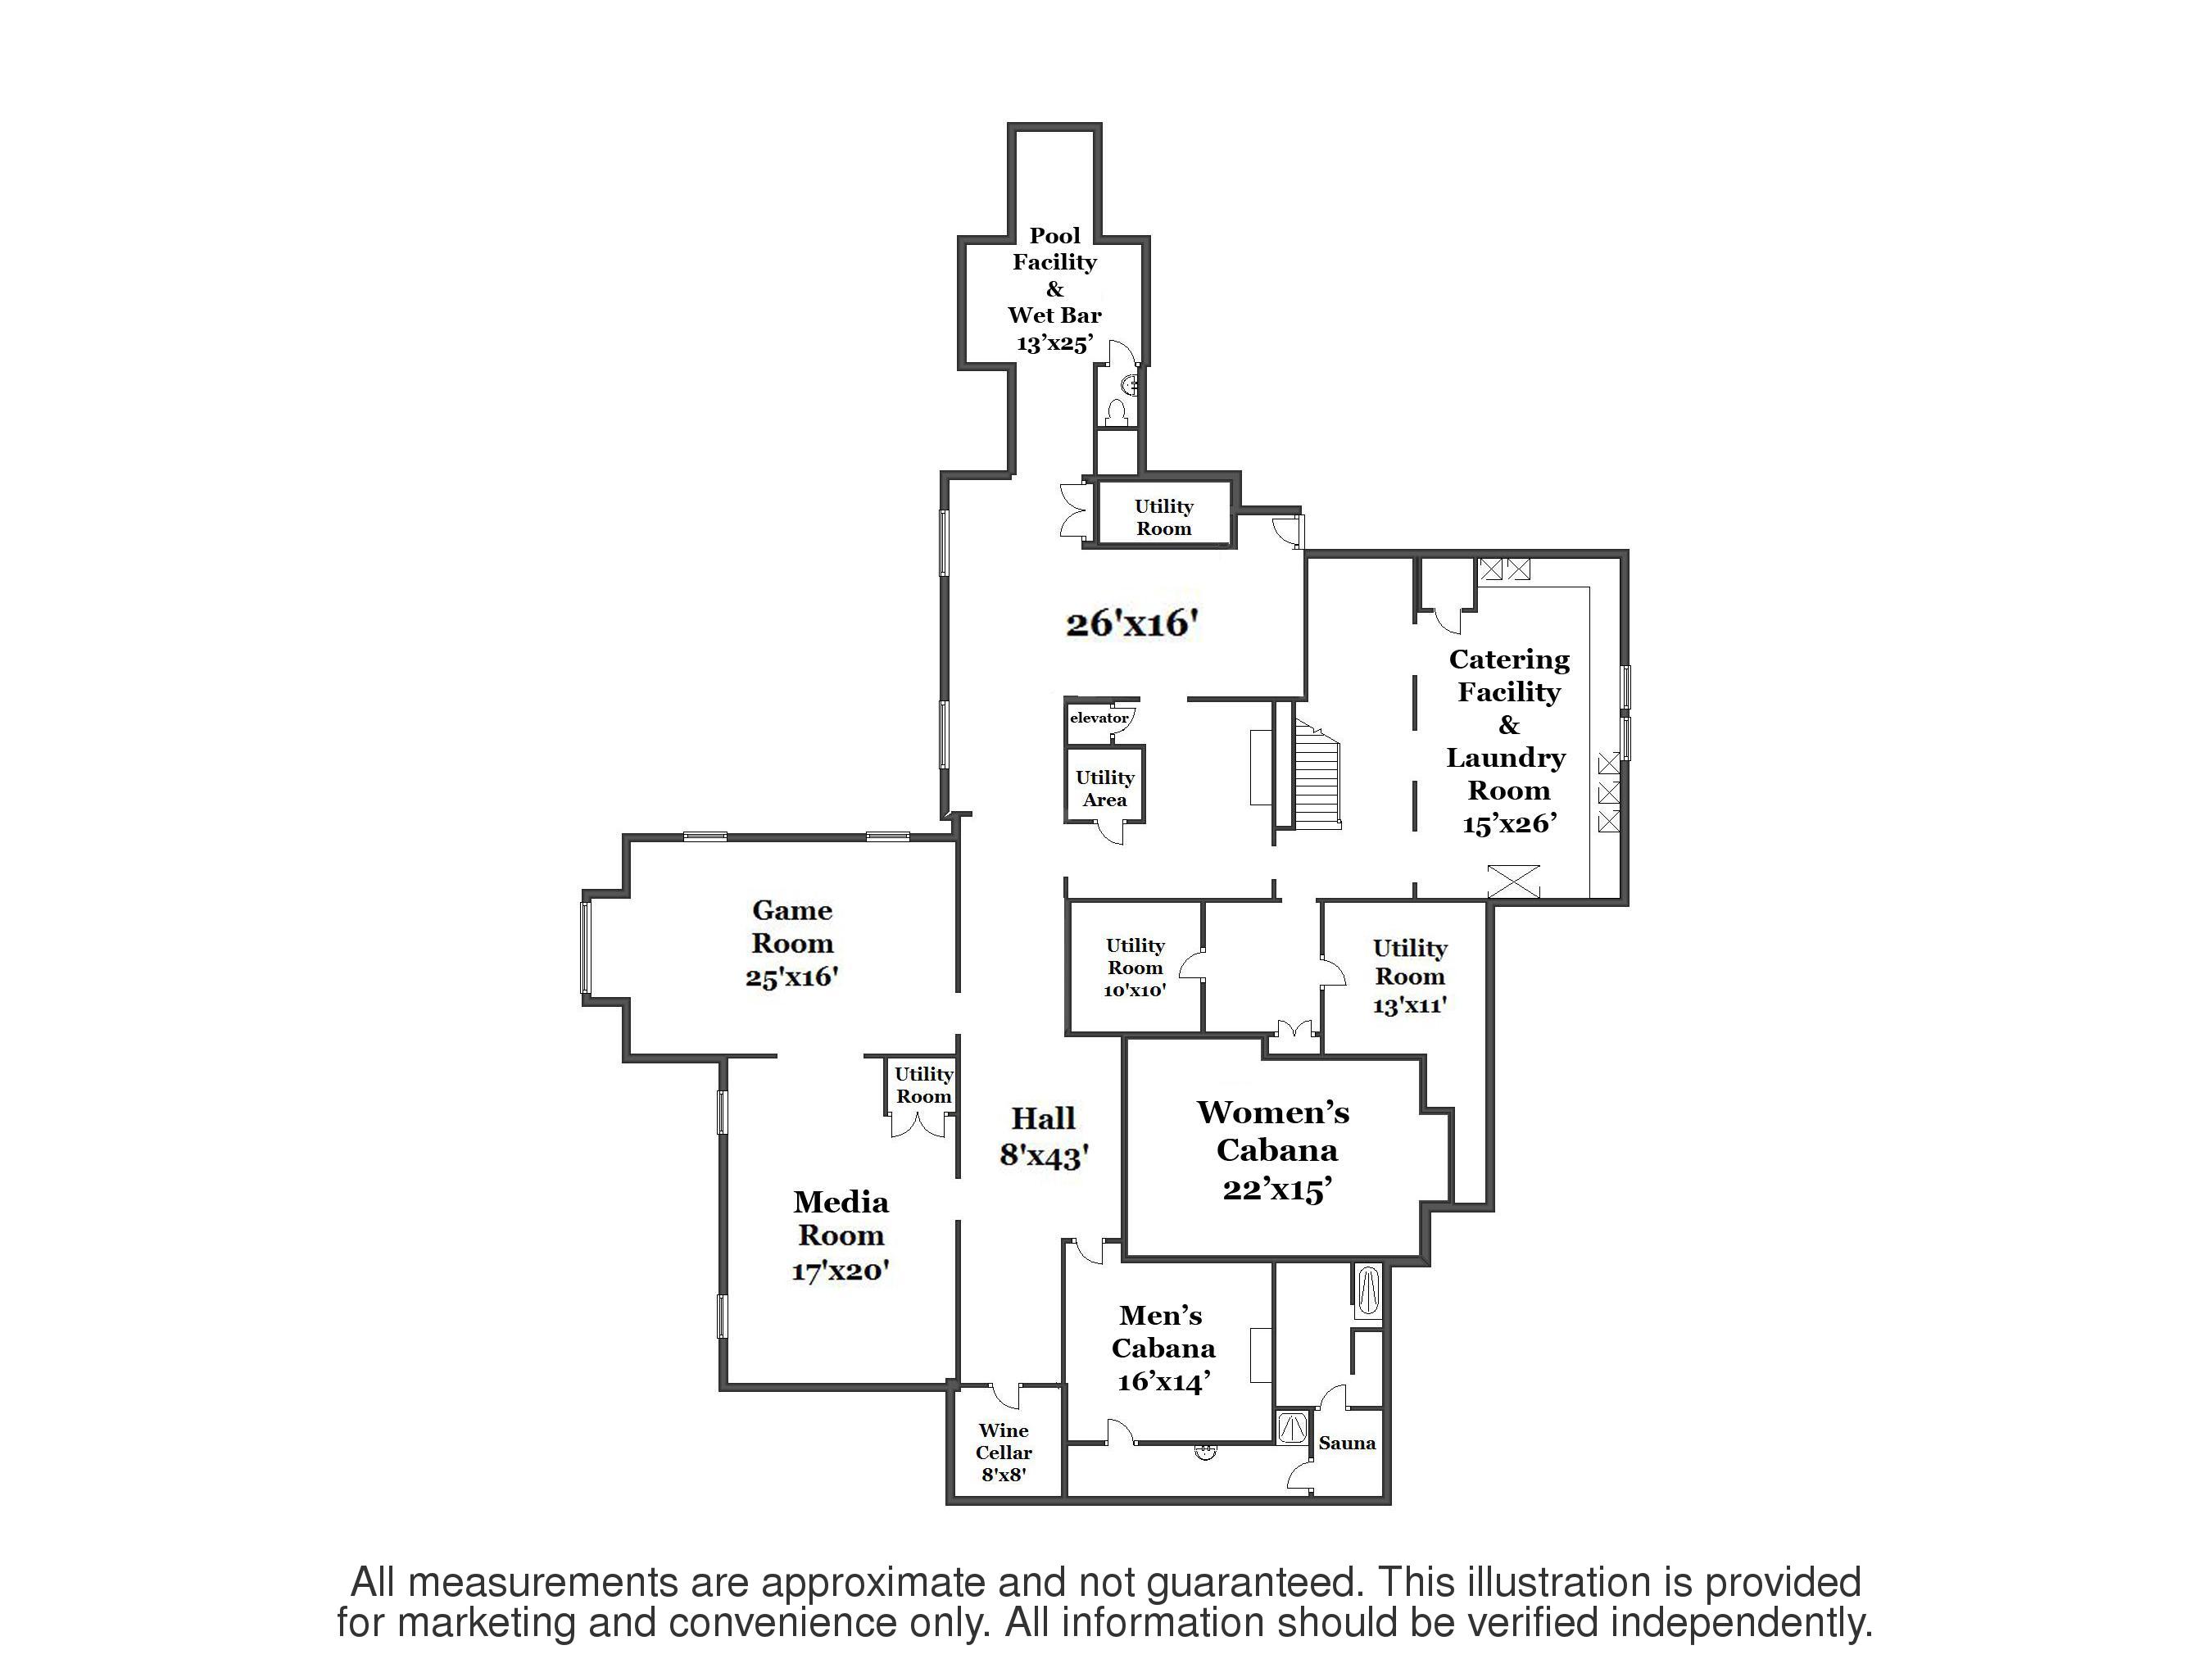 Pool
Facility
&
Wet Bar
13’x25’
Utility
Room
26'x16'
elevator
Utility
Area
Catering
Facility
&
Laundry
Room
15’x26’
Game
Room
25'x16'
Utility
Room
10'x10'
Utility
Room
13'x11'
Utility
Room
Hall
8'x43'
Women’s
Cabana
22’x15’
Media
Room
17'x20'
Men’s
Cabana
16’x14’
Wine
Cellar
8'x8'
Sauna
All measurements are approximate and not guaranteed. This illustration is provided
for marketing and convenience only. All information should be verified independently.